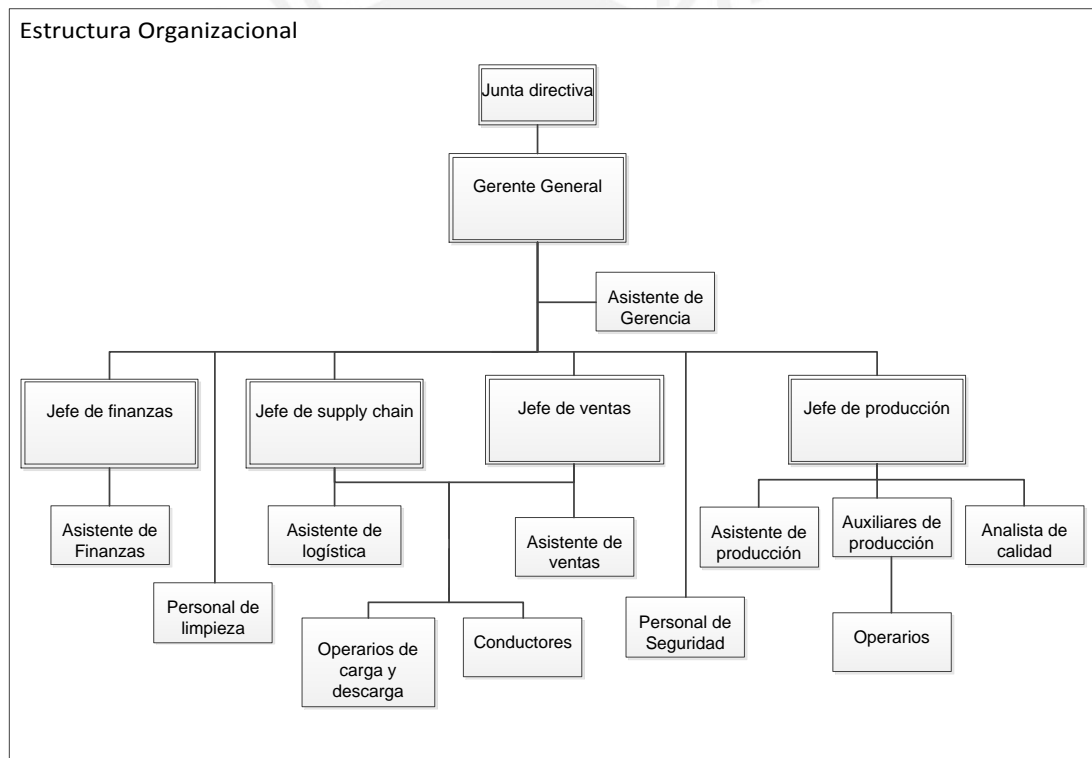 Estructura Organizacional
Junta directiva
Gerente General
Asistente de
Gerencia
Jefe de finanzas
Jefe de supply chain
Jefe de ventas
Jefe de producción
Asistente de
Finanzas
Asistente de
logística
Asistente de
ventas
Asistente de
producción
Auxiliares de
producción
Analista de
calidad
Personal de
limpieza
Operarios de
carga y
descarga
Conductores
Personal de
Seguridad
Operarios